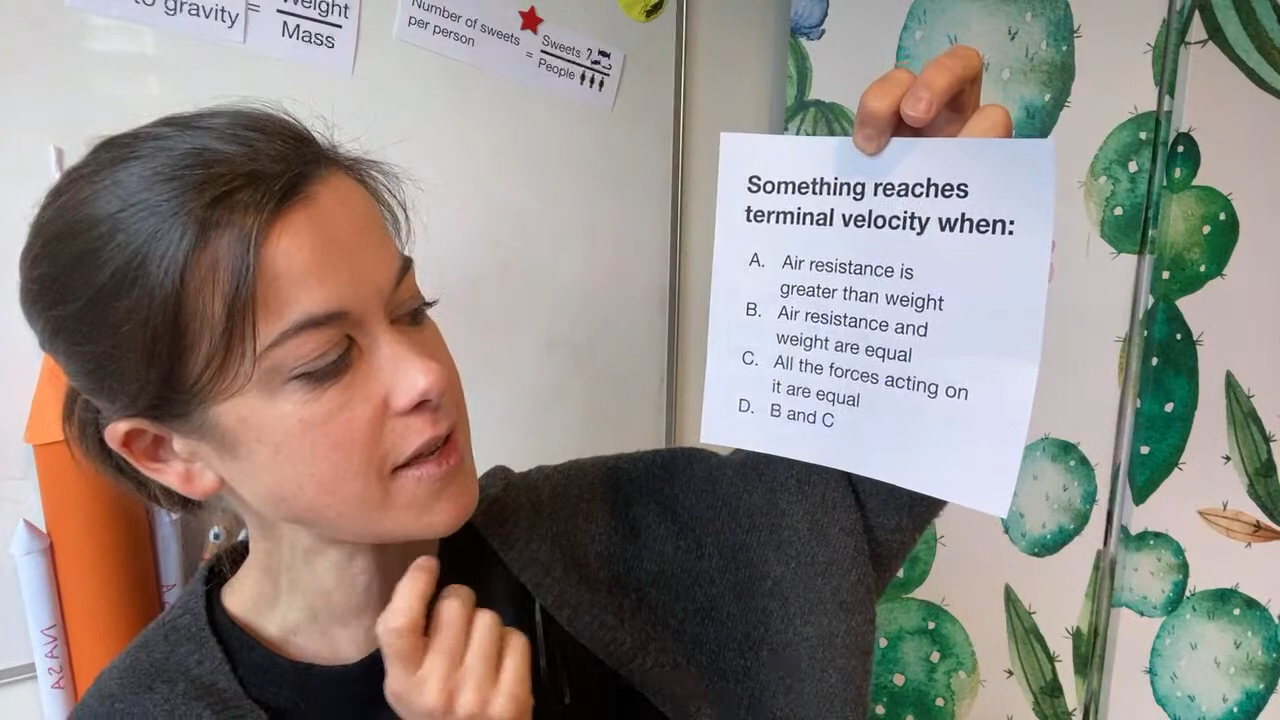 to gravity = Weight
Mass
Number of sweets
per person
= Sweets
People
Something reaches
terminal velocity when:
A. Air resistance is
greater than weight
B. Air resistance and
weight are equal
C. All the forces acting on
it are equal
D. B and C
NASA